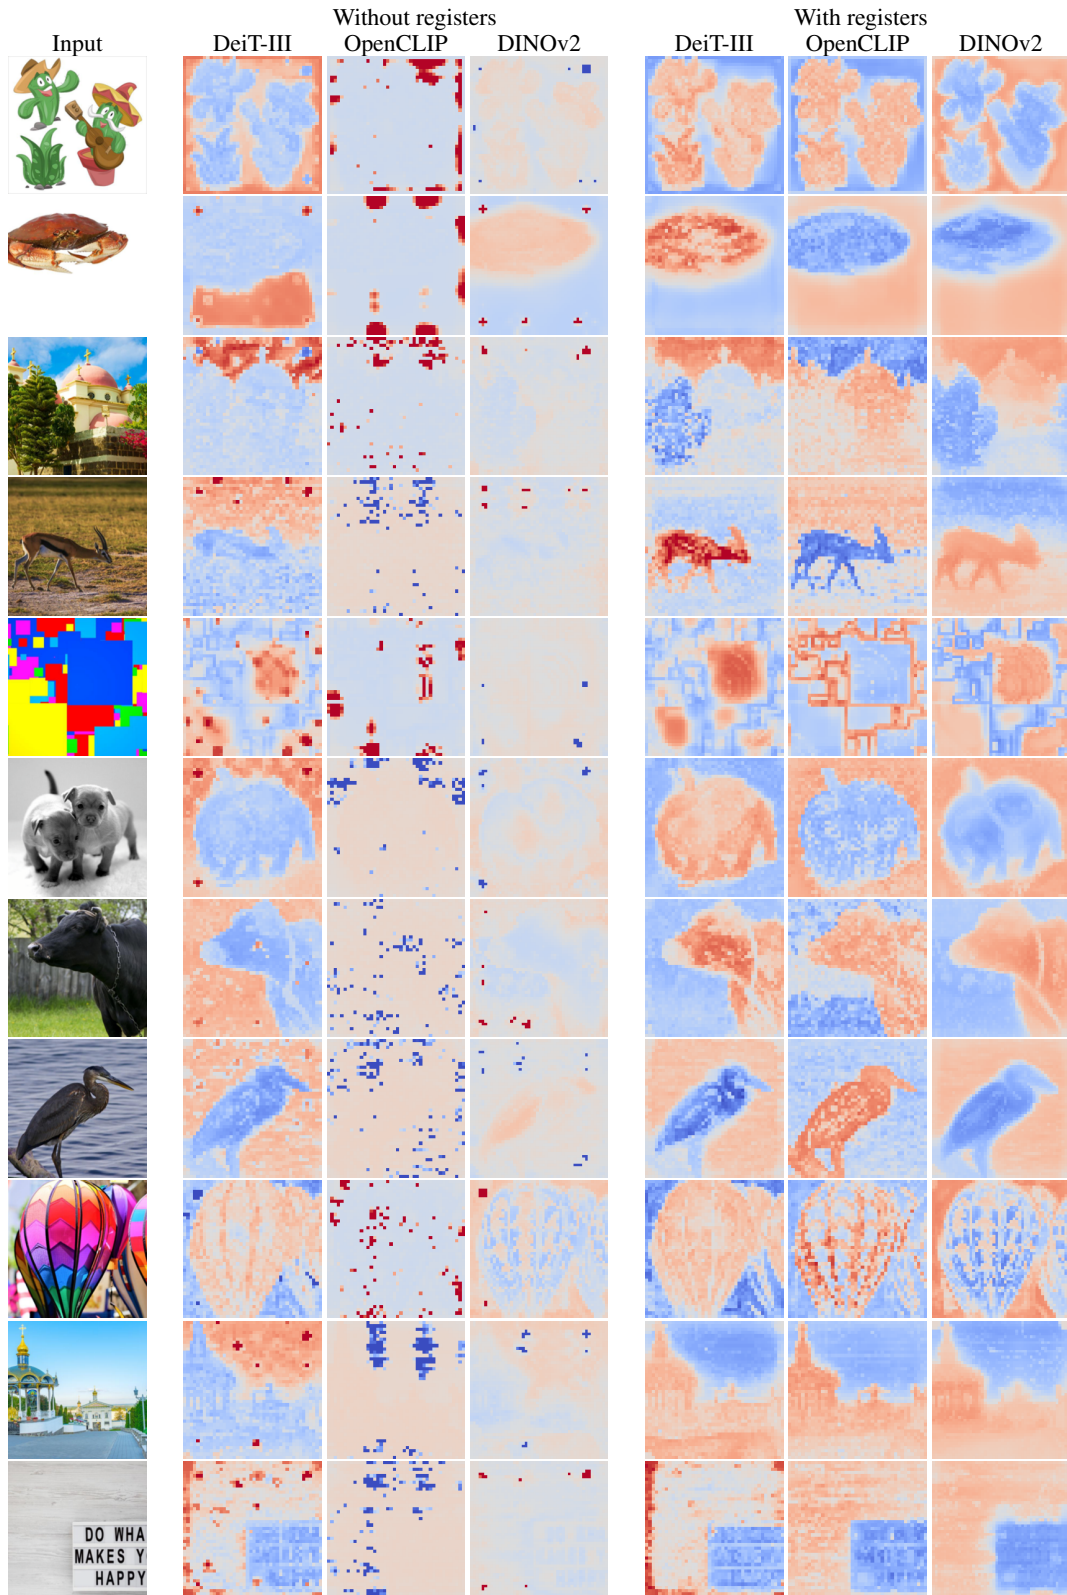 Without registers
With registers
Input
DeiT-III
OpenCLIP
DINOv2
DeiT-III
OpenCLIP
DINOv2
DO WHA
MAKES Y
HAPPY